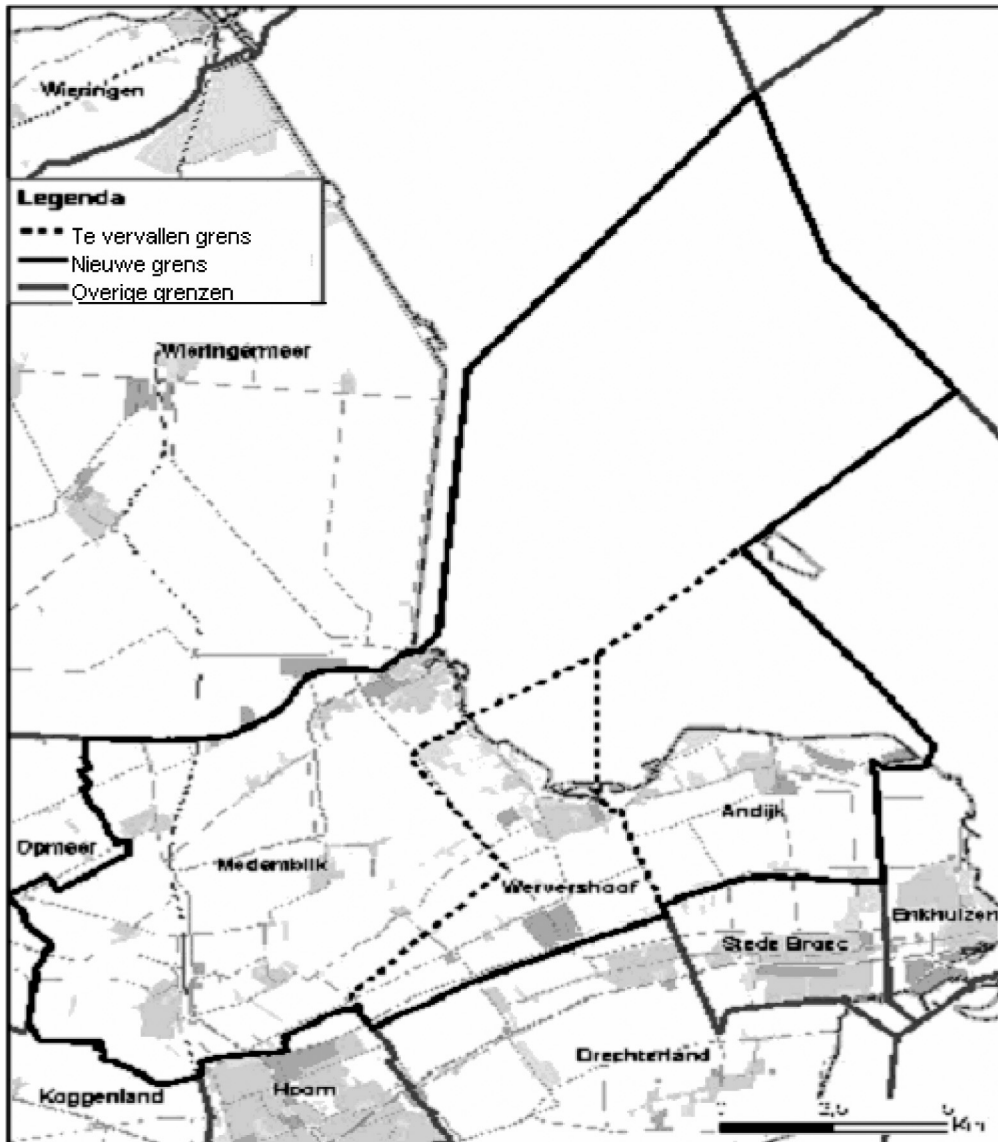 Wieringen
Legenda
Te vervallen grens
Nieuwe grens
Overige grenzen
Wieringermeer
Andijk
Opmeer
Medemblik
Wervershoof
Enkhuizen
Stede Broec
Drechterland
Koggenland
Hoorn
Km